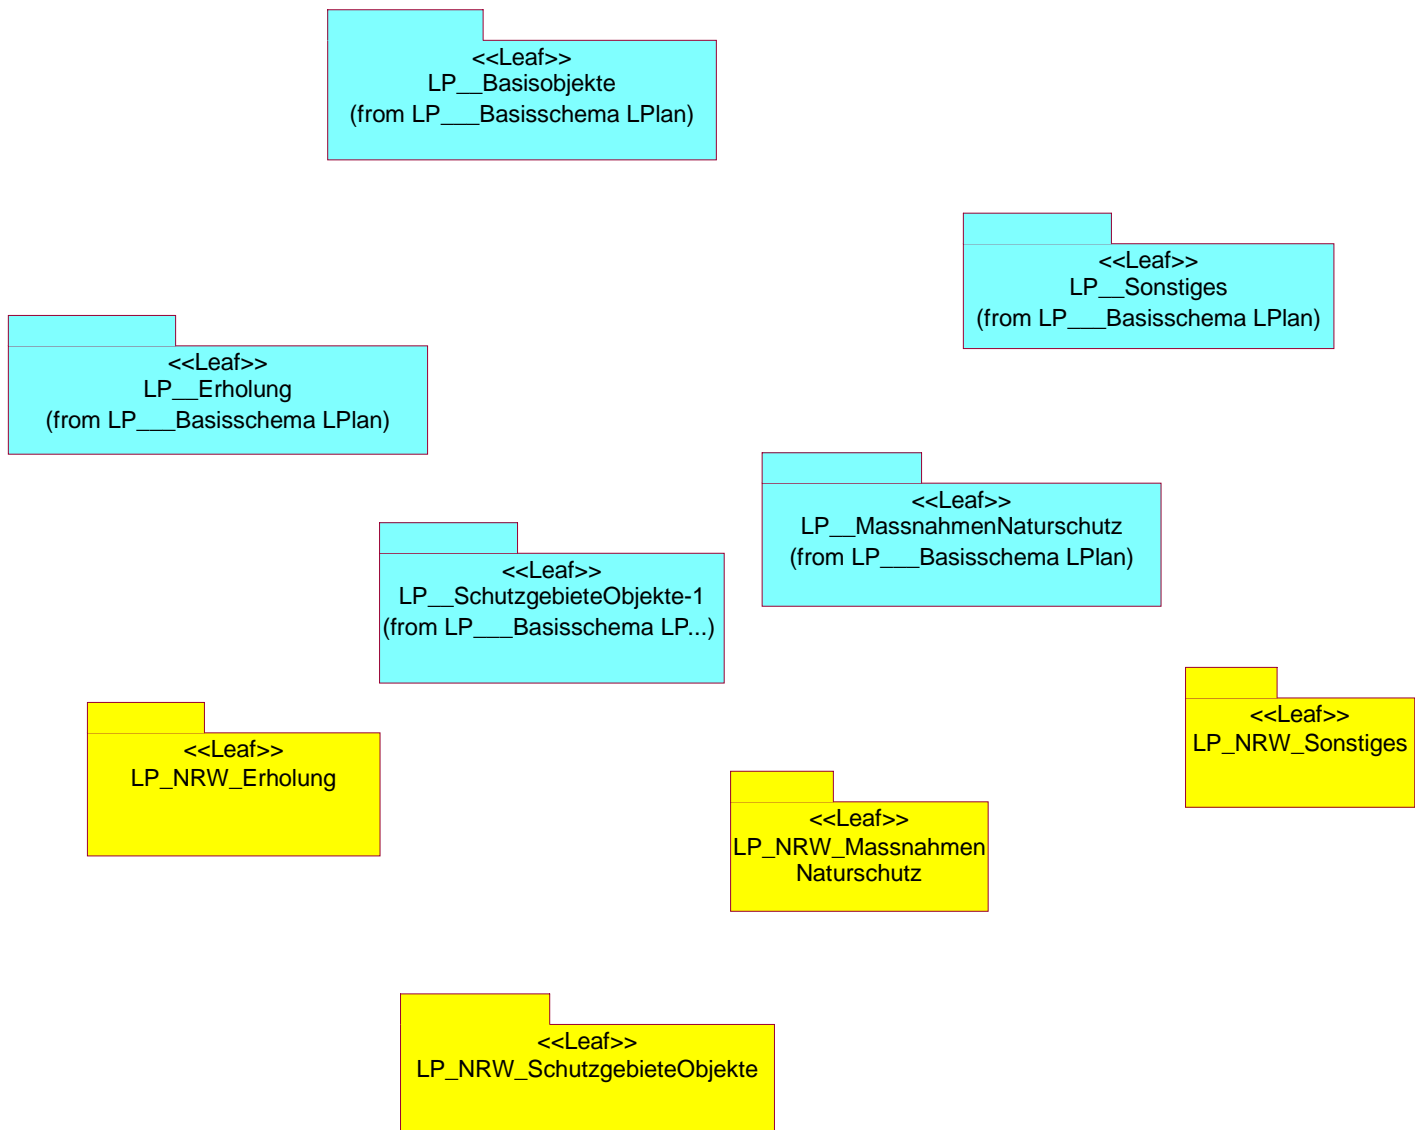 <<Leaf>>
LP__Basisobjekte
(from LP___Basisschema LPlan)
<<Leaf>>
LP__Sonstiges
(from LP___Basisschema LPlan)
<<Leaf>>
LP__Erholung
(from LP___Basisschema LPlan)
<<Leaf>>
LP__MassnahmenNaturschutz
(from LP___Basisschema LPlan)
<<Leaf>>
LP__SchutzgebieteObjekte-1
(from LP___Basisschema LP...)
<<Leaf>>
LP_NRW_Sonstiges
<<Leaf>>
LP_NRW_Erholung
<<Leaf>>
LP_NRW_Massnahmen
Naturschutz
<<Leaf>>
LP_NRW_SchutzgebieteObjekte